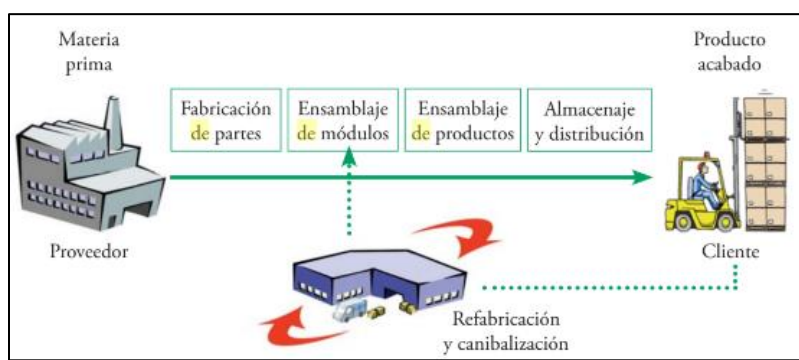 Materia
prima
Producto
acabado
Fabricación
de partes
Ensamblaje
de módulos
Ensamblaje
de productos
Almacenaje
y distribución
Proveedor
Cliente
Refabricación
y canibalización